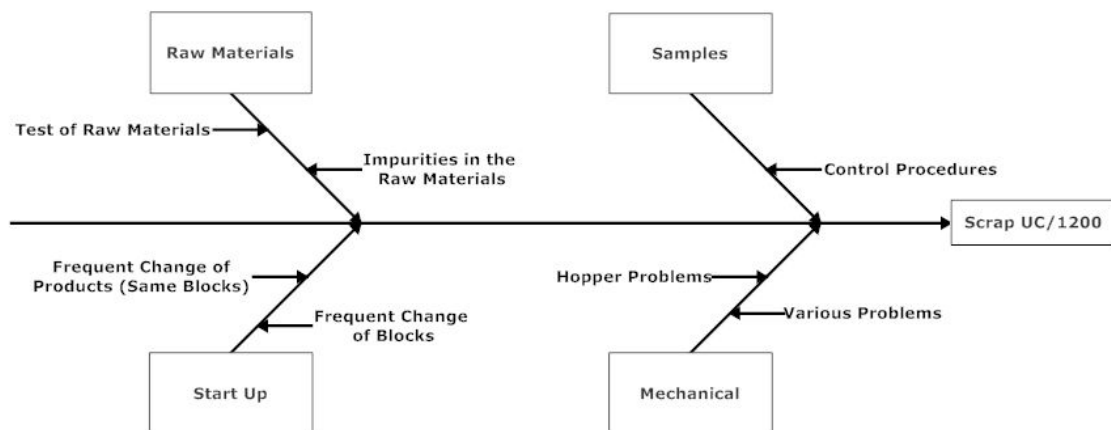 Raw Materials
Samples
Test of Raw Materials
Impurities in the
Raw Materials
Control Procedures
Scrap UC/1200
Frequent Change of
Products (Same Blocks)
Hopper Problems
Frequent Change
of Blocks
Various Problems
Start Up
Mechanical